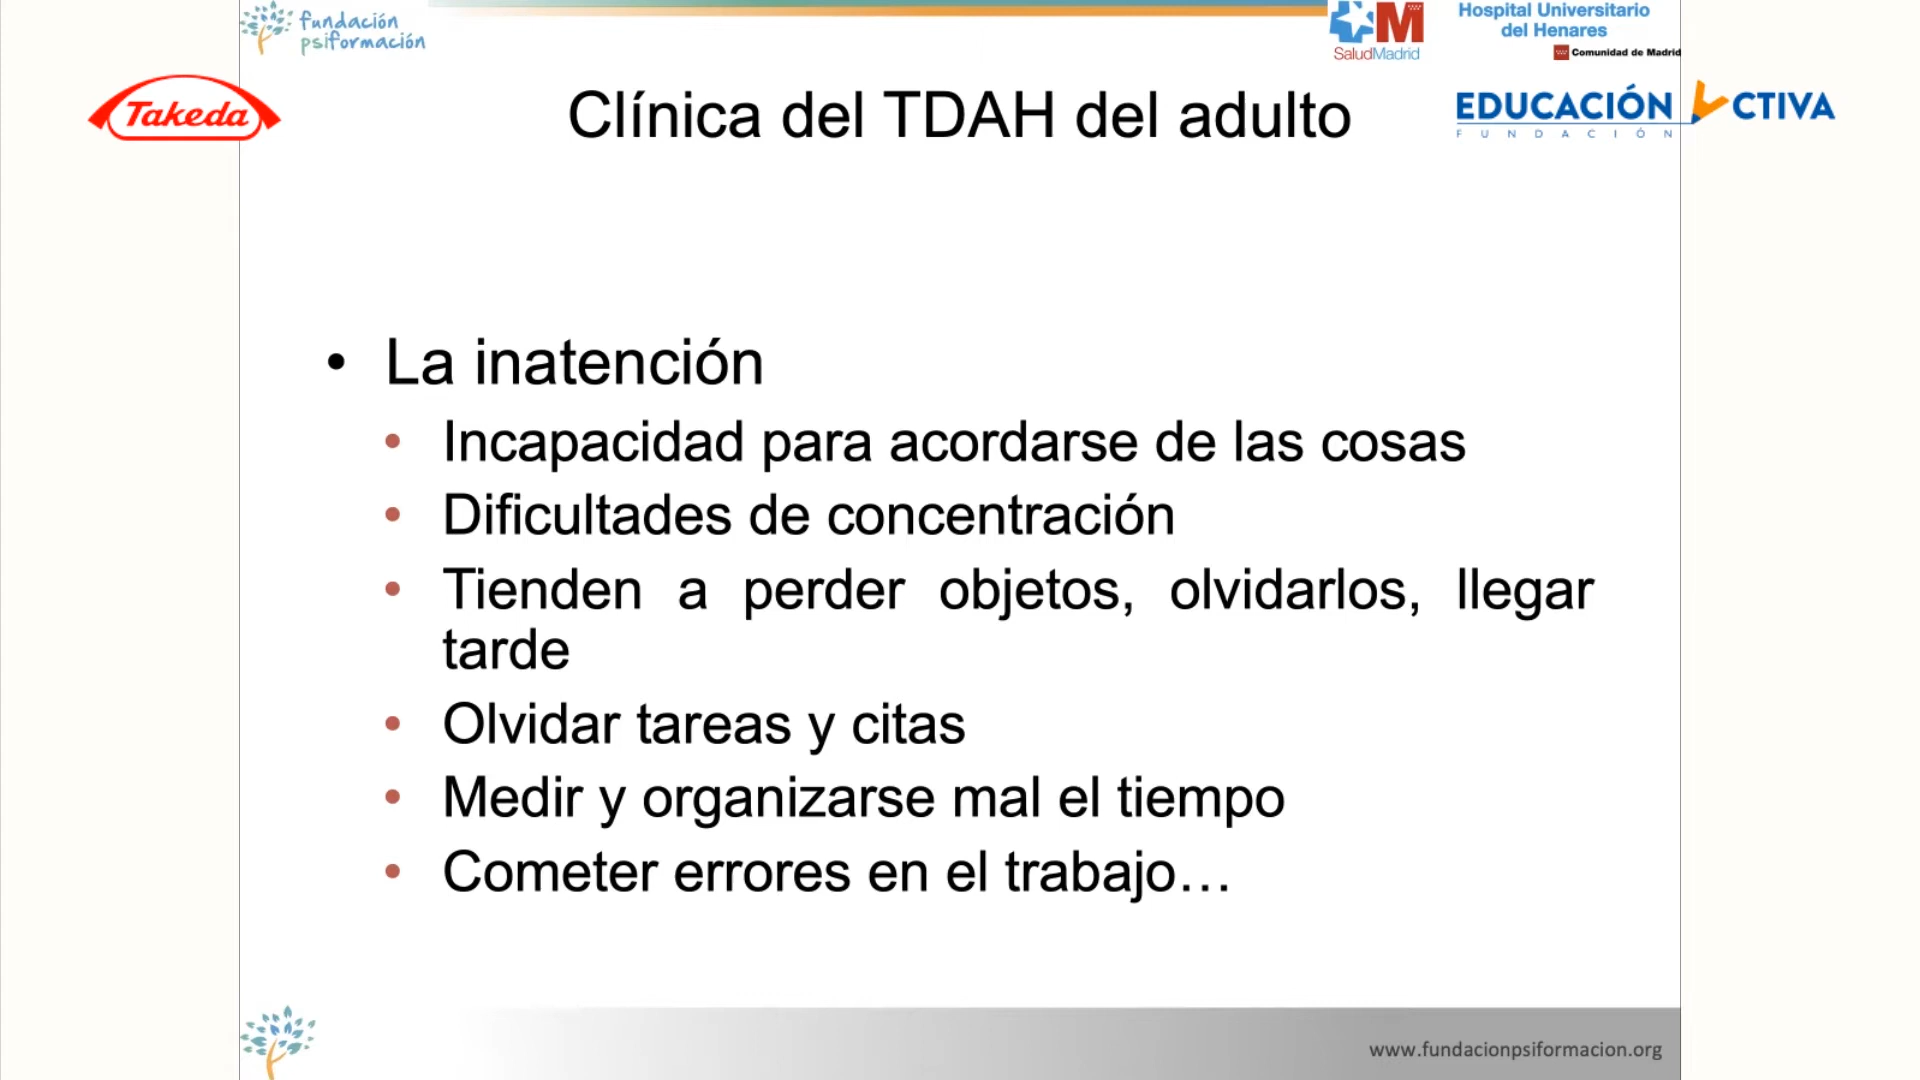 fundación
psiformación
SaludMadrid
Hospital Universitario
del Henares
Comunidad de Madrid
Takeda
Clínica del TDAH del adulto
EDUCACIÓN ACTIVA
FUNDACIÓN
• La inatención
• Incapacidad para acordarse de las cosas
• Dificultades de concentración
• Tienden a perder objetos, olvidarlos, llegar
tarde
• Olvidar tareas y citas
• Medir y organizarse mal el tiempo
• Cometer errores en el trabajo…
www.fundacionpsiformacion.org